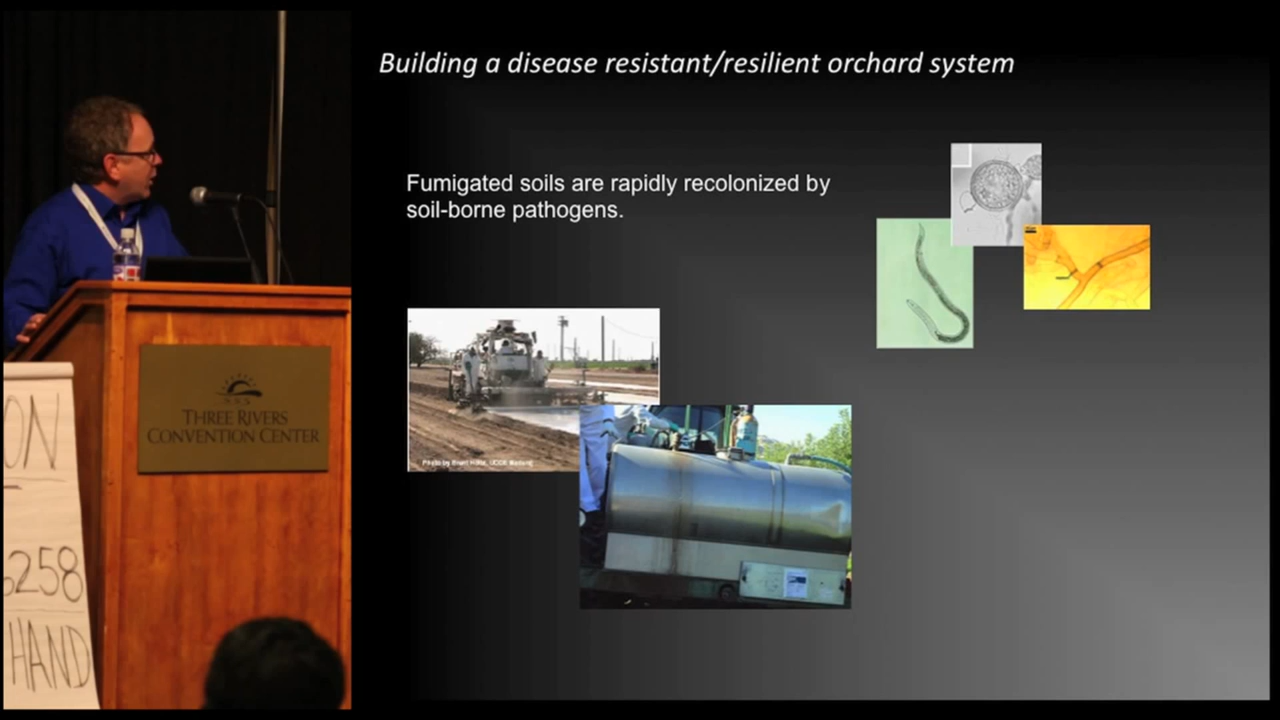 Building a disease resistant/resilient orchard system
Fumigated soils are rapidly recolonized by
soil-borne pathogens.
THREE RIVERS
CONVENTION CENTER
ON
258
HAND